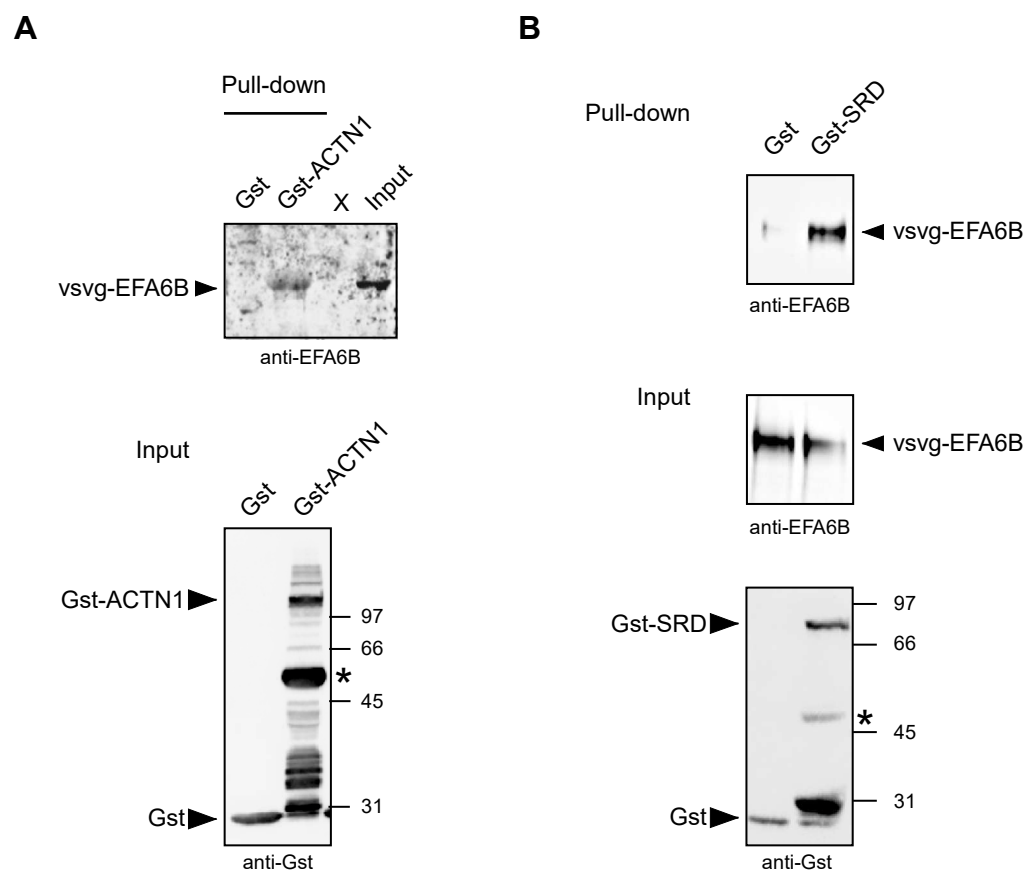 A
Pull-down
Gst
Gst-ACTN1
X
Input
vsvg-EFA6B
anti-EFA6B
Input
Gst
Gst-ACTN1
Gst-ACTN1
97
66
*
45
31
Gst
anti-Gst
B
Pull-down
Gst
Gst-SRD
vsvg-EFA6B
anti-EFA6B
Input
vsvg-EFA6B
anti-EFA6B
97
Gst-SRD
66
*
45
31
Gst
anti-Gst